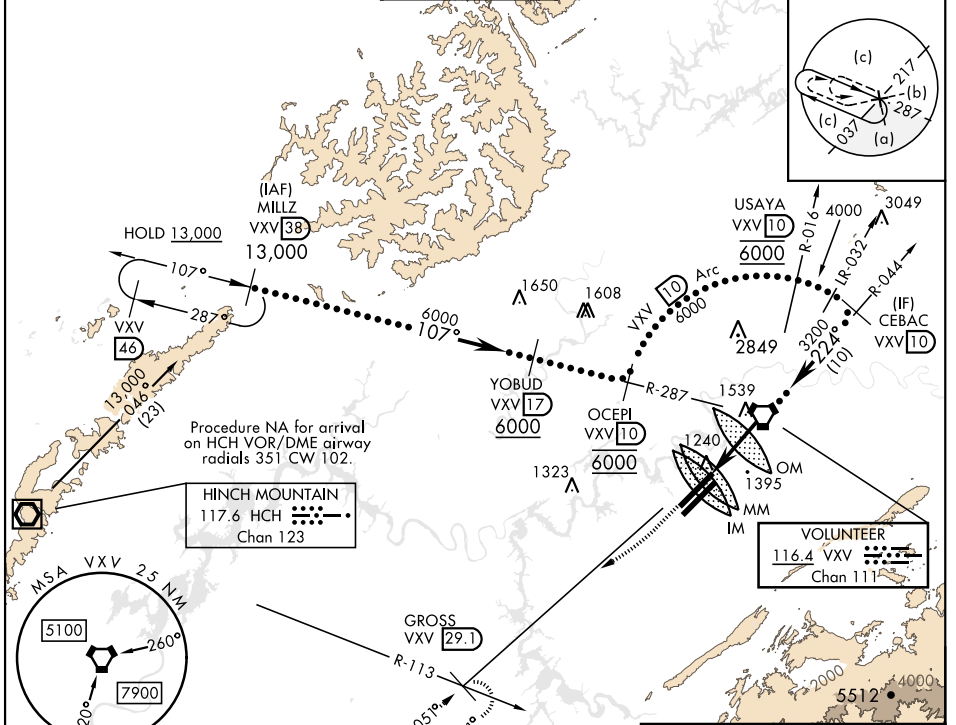 (IAF)
MILLZ
VXV 38
13,000
HOLD 13,000
107°
287°
VXV
46
13,000
046°
(23)
Procedure NA for arrival
on HCH VOR/DME airway
radials 351 CW 102.
HINCH MOUNTAIN
117.6 HCH
Chan 123
6000
107°
1650
1608
YOBUD
VXV 17
6000
OCEPI
VXV 10
6000
R-287
VXV 10 Arc
6000
USAYA
VXV 10
6000
R-016
4000
LR-032
3049
R-044
(IF)
CEBAC
VXV 10
3200
224°
(10)
2849
1539
1240
1323
OM
1395
MM
IM
VOLUNTEER
116.4 VXV
Chan 111
(c)
217
(b)
287
(c)
037
(a)
MSA VXV 25 NM
5100
260°
7900
20°
GROSS
VXV 29.1
R-113
051°
°
2000
4000
5512